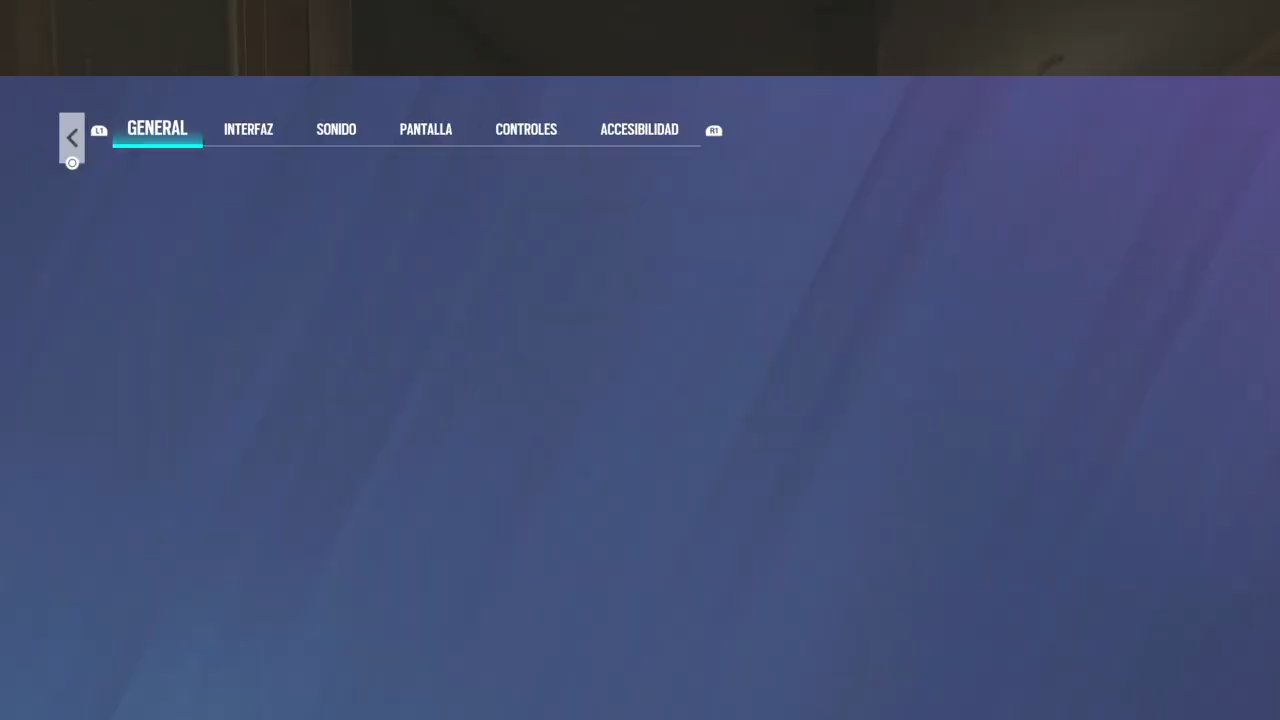 L1 GENERAL INTERFAZ SONIDO PANTALLA CONTROLES ACCESIBILIDAD R1